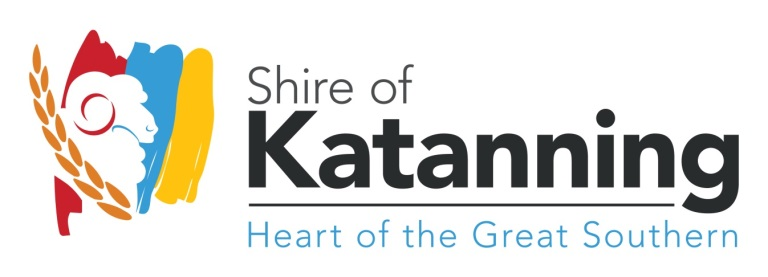 Shire of
Katanning
Heart of the Great Southern